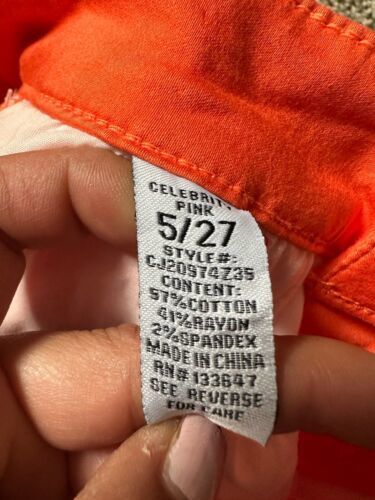 CELEBRITY
PINK
5/27
STYLE#:
CJ20974Z35
CONTENT:
57%COTTON
41%RAYON
2%SPANDEX
MADE IN CHINA
RN# 133647
SEE REVERSE
FOR CARE